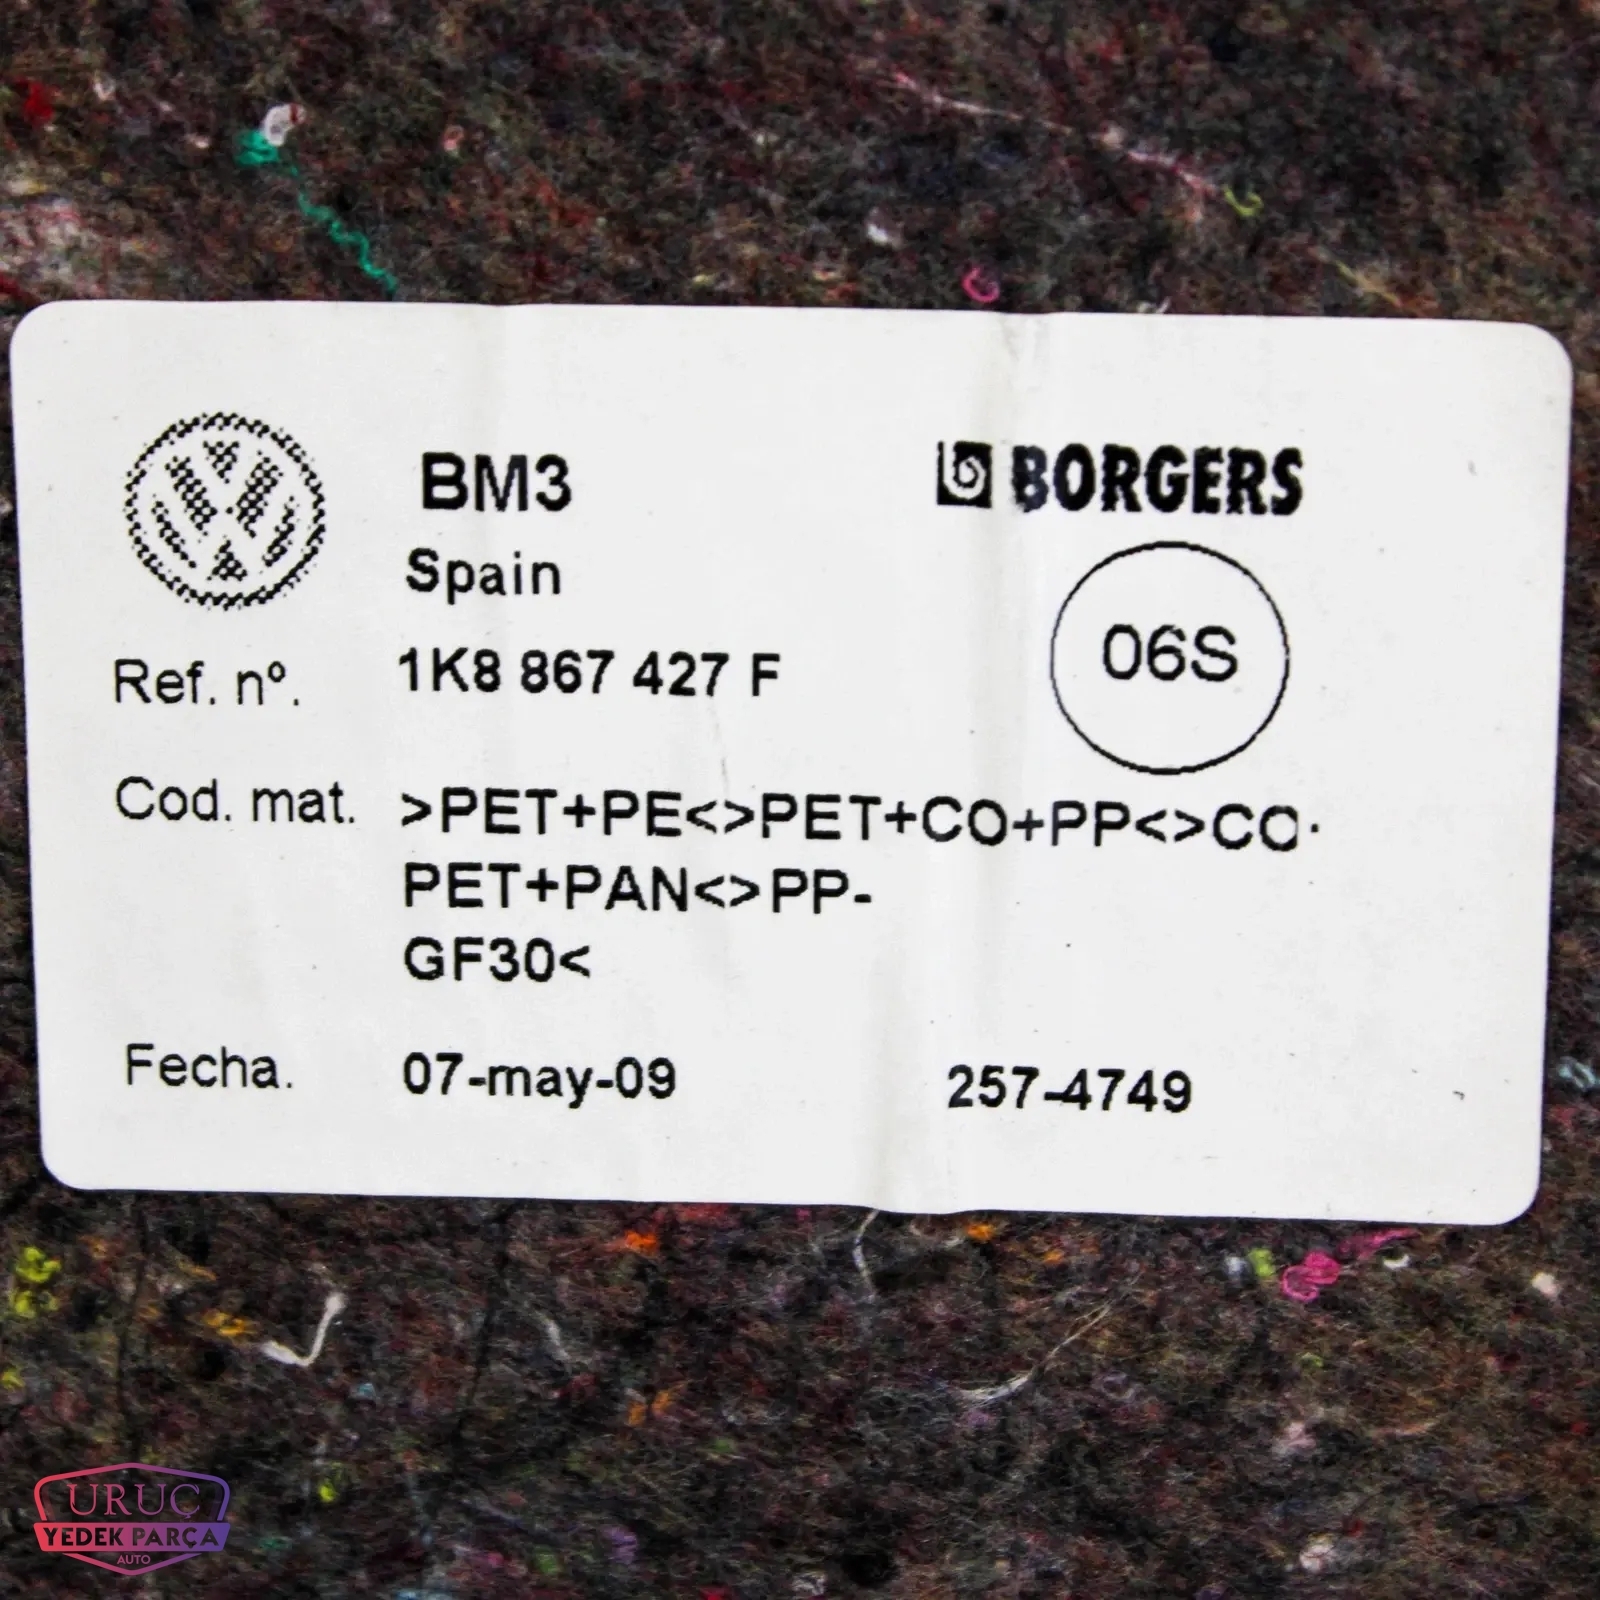 BM3
BORGERS
Spain
06S
Ref. nº. 1K8 867 427 F
Cod. mat. >PET+PE<>PET+CO+PP<>CO·
PET+PAN<>PP-
GF30<
Fecha. 07-may-09 257-4749
URUÇ
YEDEK PARÇA
AUTO